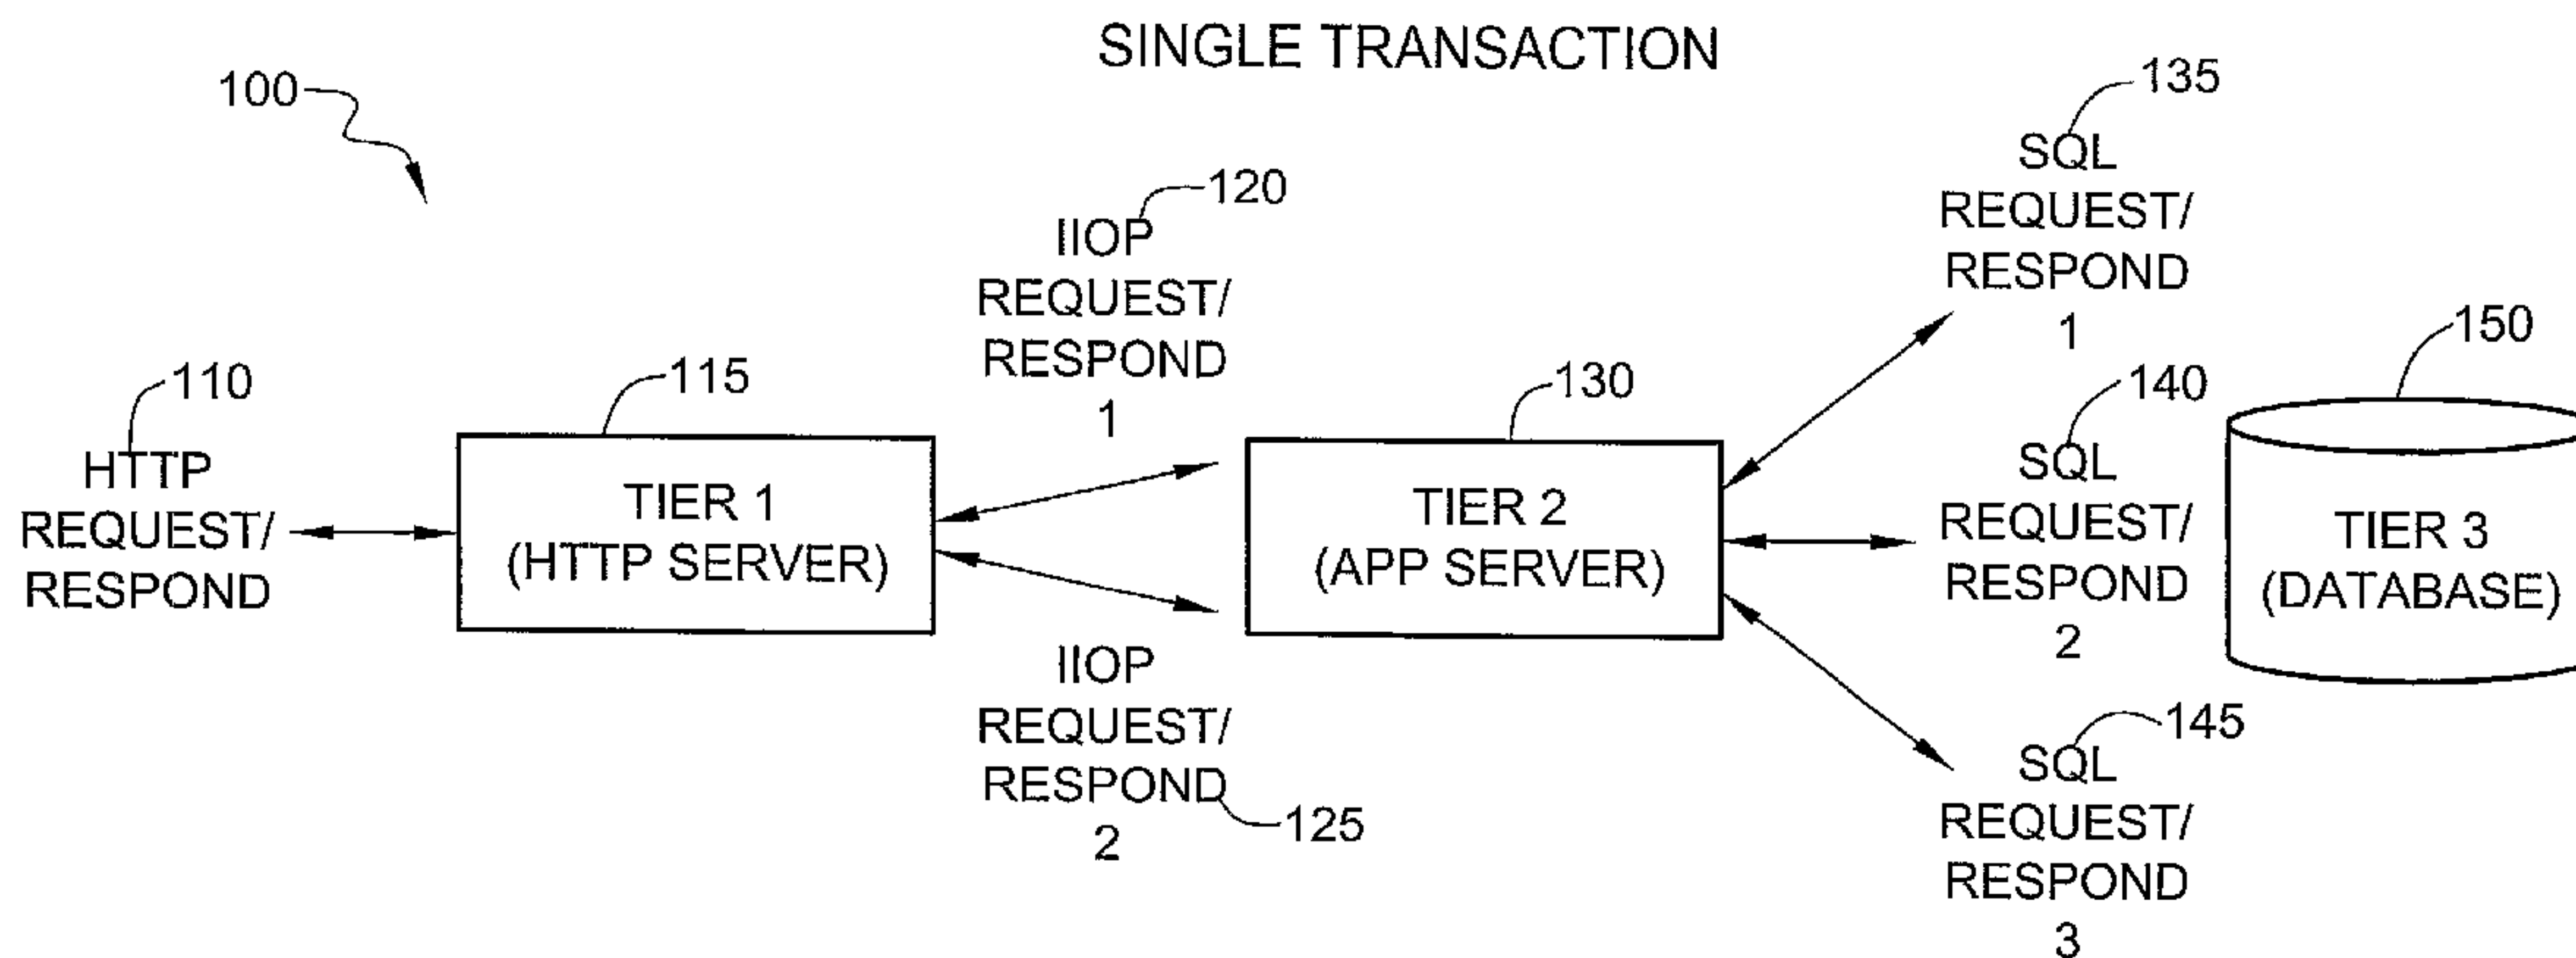 SINGLE TRANSACTION
100
110
HTTP
REQUEST/
RESPOND
115
TIER 1
(HTTP SERVER)
120
IIOP
REQUEST/
RESPOND
1
IIOP
REQUEST/
RESPOND
2
125
130
TIER 2
(APP SERVER)
135
SQL
REQUEST/
RESPOND
1
140
SQL
REQUEST/
RESPOND
2
145
SQL
REQUEST/
RESPOND
3
150
TIER 3
(DATABASE)